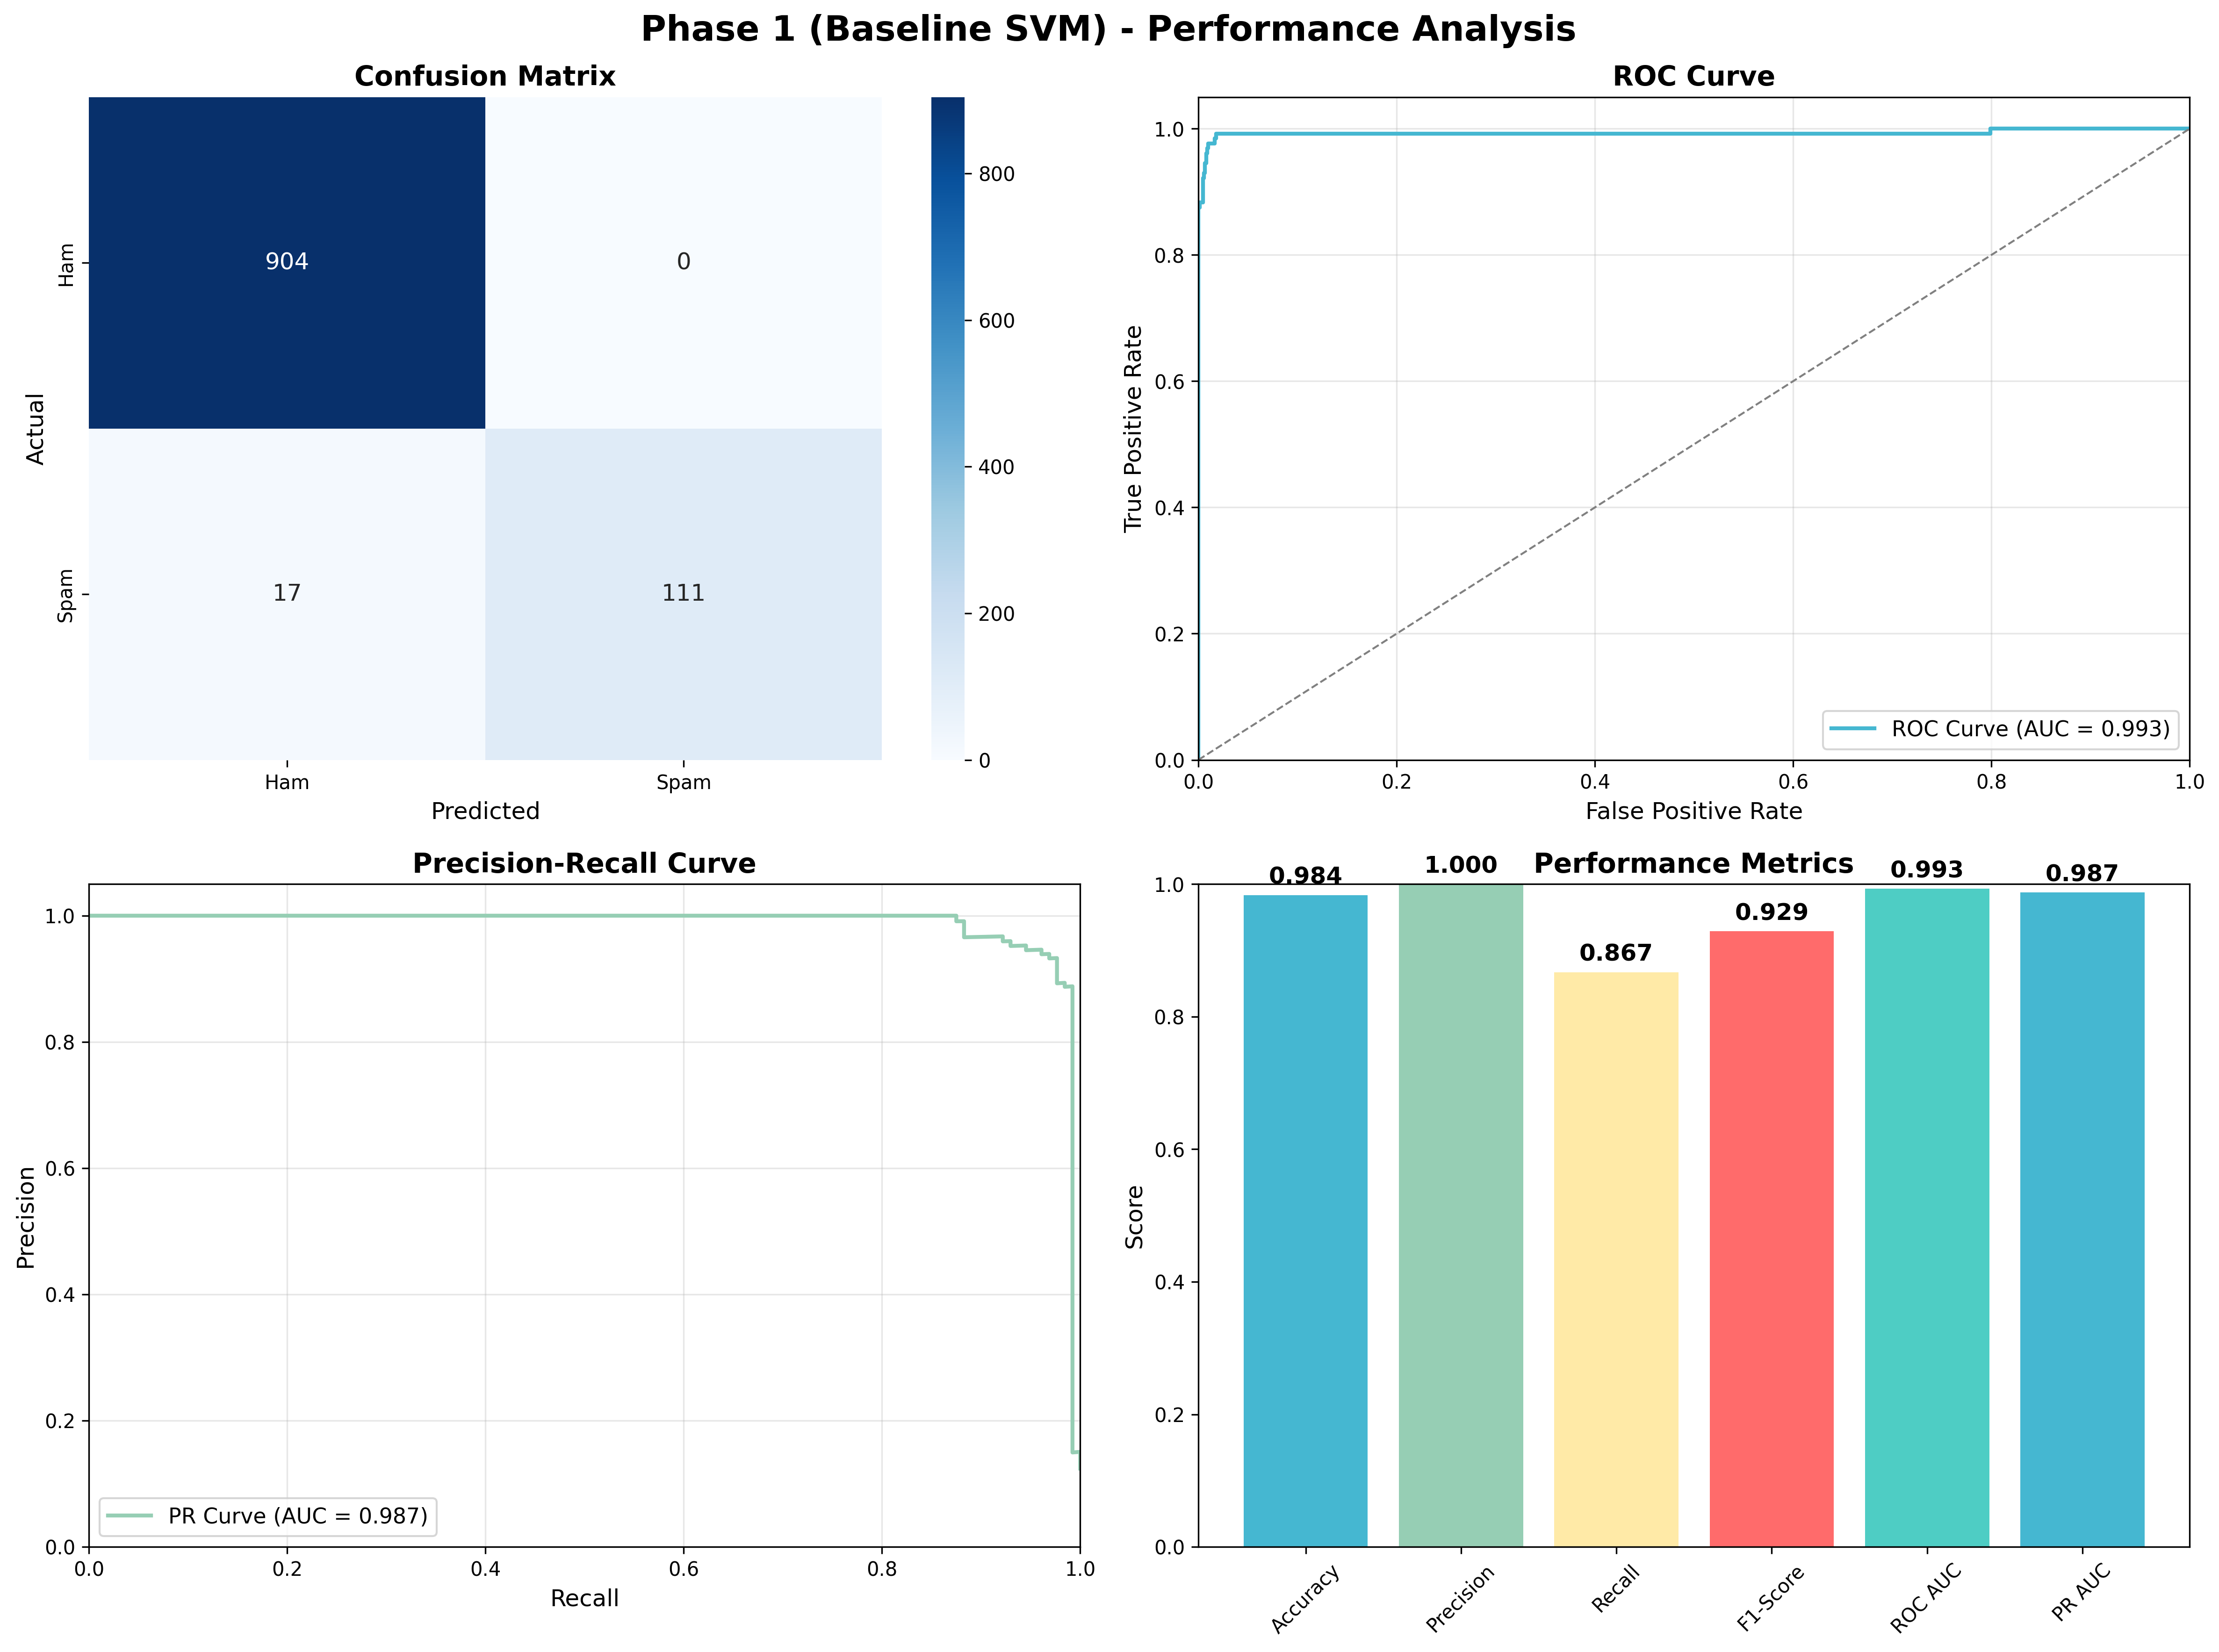 Phase 1 (Baseline SVM) - Performance Analysis
Confusion Matrix
904
0
17
111
Ham
Spam
Actual
Ham
Spam
Predicted
800
600
400
200
0
ROC Curve
1.0
0.8
0.6
0.4
0.2
0.0
True Positive Rate
0.0
0.2
0.4
0.6
0.8
1.0
False Positive Rate
ROC Curve (AUC = 0.993)
Precision-Recall Curve
1.0
0.8
0.6
0.4
0.2
0.0
Precision
0.0
0.2
0.4
0.6
0.8
1.0
Recall
PR Curve (AUC = 0.987)
Performance Metrics
0.984
1.000
0.867
0.929
0.993
0.987
1.0
0.8
0.6
0.4
0.2
0.0
Score
Accuracy
Precision
Recall
F1-Score
ROC AUC
PR AUC